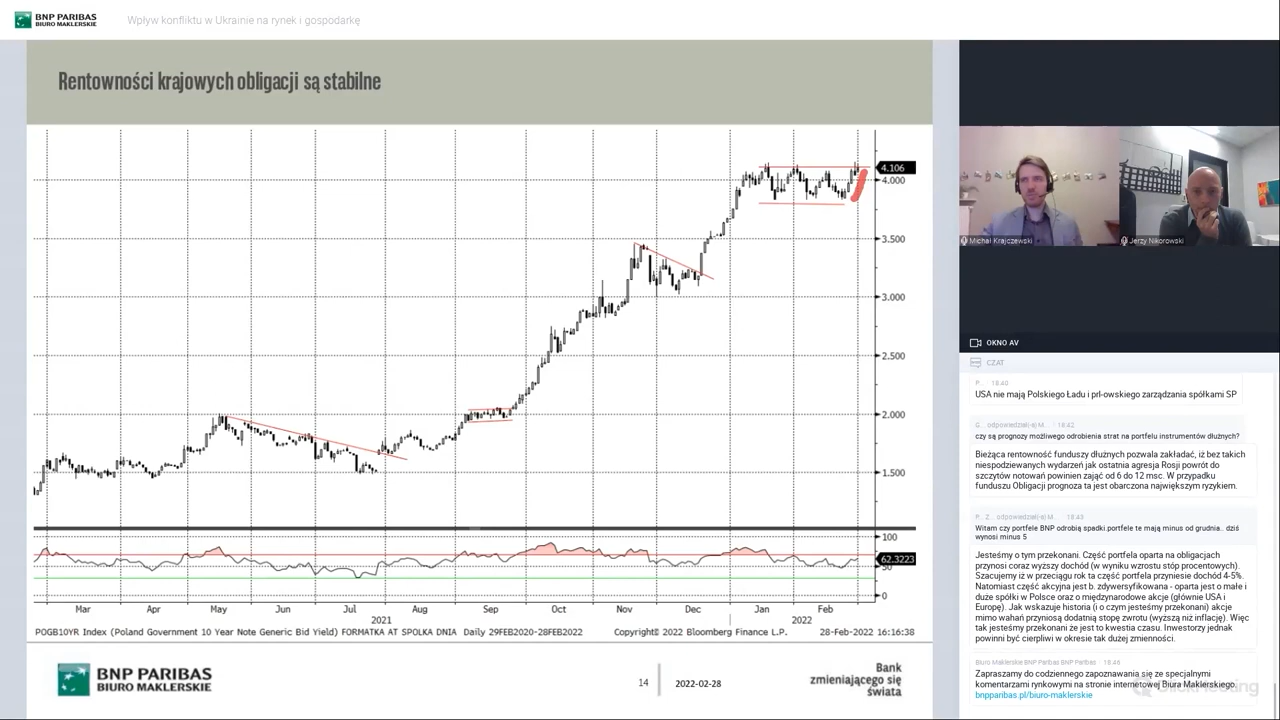 BNP PARIBAS
BIURO MAKLERSKIE
Wpływ konfliktu w Ukrainie na rynek i gospodarkę
Rentowności krajowych obligacji są stabilne
4.106
4.000
3.500
3.000
2.500
2.000
1.500
100
62.3223
50
0
Mar Apr May Jun Jul Aug Sep Oct Nov Dec Jan Feb
2021 2022
POGB10YR Index (Poland Government 10 Year Note Generic Bid Yield) FORMATKA AT SPOLKA DNIA Daily 29FEB2020-28FEB2022 Copyright© 2022 Bloomberg Finance L.P. 28-Feb-2022 16:16:38
BNP PARIBAS
BIURO MAKLERSKIE
14
2022-02-28
Bank
zmieniającego się
świata
Michał Krajczewski
Jerzy Nikorowski
OKNO AV
CZAT
P... · 18:40
USA nie mają Polskiego Ładu i prl-owskiego zarządzania spółkami SP
G... odpowiedział(-a) M... · 18:42
czy są prognozy możliwego odrobienia strat na portfelu instrumentów dłużnych?
Bieżąca rentowność funduszy dłużnych pozwala zakładać, iż bez takich
niespodziewanych wydarzeń jak ostatnia agresja Rosji powrót do
szczytów notowań powinien zająć od 6 do 12 msc. W przypadku
funduszu Obligacji prognoza ta jest obarczona największym ryzykiem.
P... Z... odpowiedział(-a) M... · 18:43
Witam czy portfele BNP odrobią spadki.portfele te mają minus od grudnia.. dziś
wynosi minus 5
Jesteśmy o tym przekonani. Część portfela oparta na obligacjach
przynosi coraz wyższy dochód (w wyniku wzrostu stóp procentowych).
Szacujemy iż w przeciągu rok ta część portfela przyniesie dochód 4-5%.
Natomiast część akcyjna jest b. zdywersyfikowana - oparta jest o małe i
duże spółki w Polsce oraz o międzynarodowe akcje (głównie USA i
Europę). Jak wskazuje historia (i o czym jesteśmy przekonani) akcje
mimo wahań przyniosą dodatnią stopę zwrotu (wyższą niż inflację). Więc
tak jesteśmy przekonani że jest to kwestia czasu. Inwestorzy jednak
powinni być cierpliwi w okresie tak dużej zmienności.
Biuro Maklerskie BNP Paribas BNP Paribas · 18:46
Zapraszamy do codziennego zapoznawania się ze specjalnymi
komentarzami rynkowymi na stronie internetowej Biura Maklerskiego.
bnpparibas.pl/biuro-maklerskie
ClickMeeting